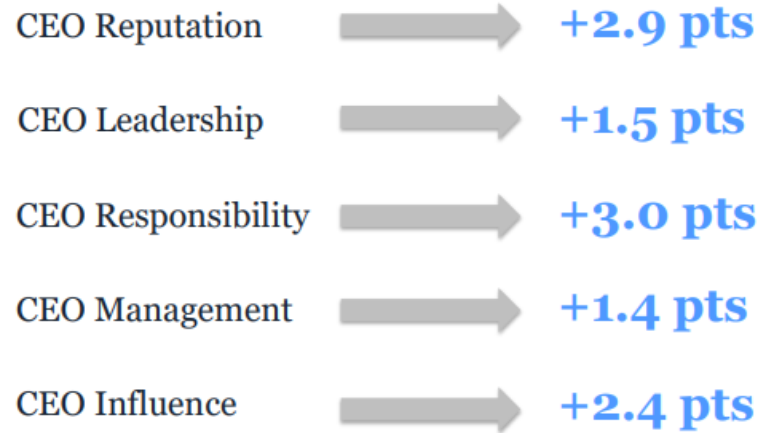 CEO Reputation +2.9 pts
CEO Leadership +1.5 pts
CEO Responsibility +3.0 pts
CEO Management +1.4 pts
CEO Influence +2.4 pts